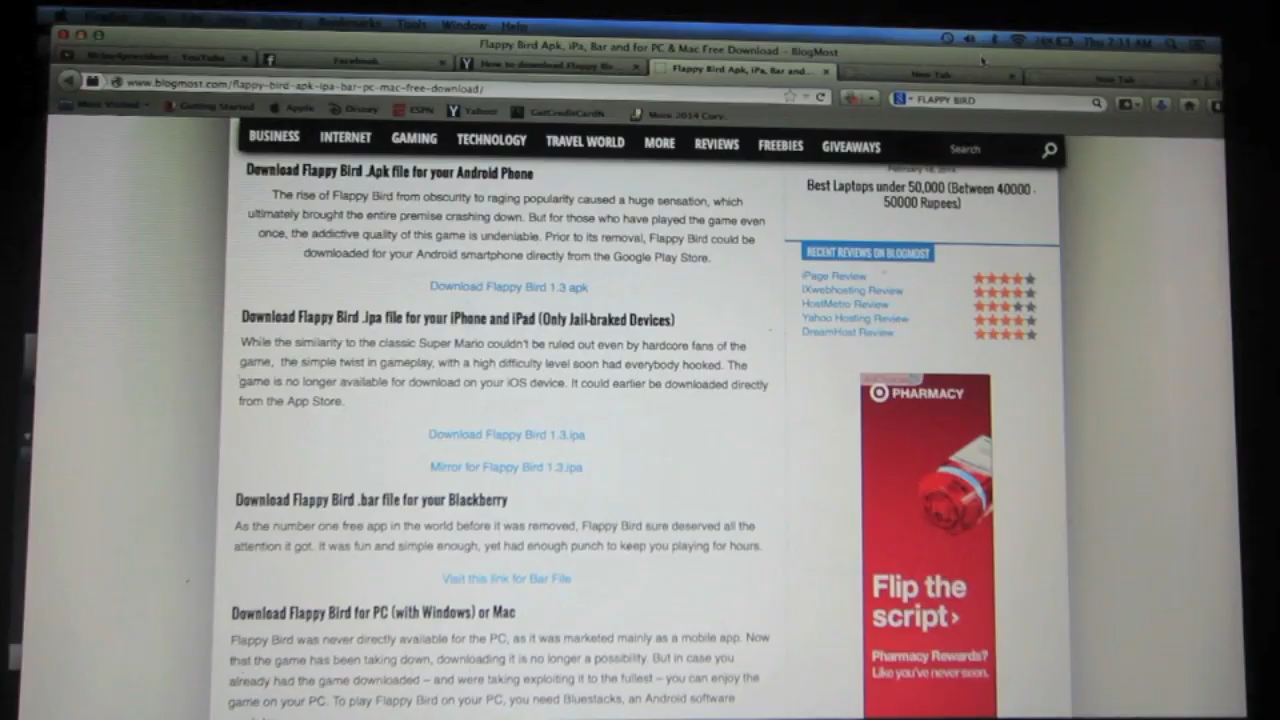 Bookmarks Tools Window Help
Thu 2:11 AM
Flappy Bird Apk, iPa, Bar and for PC & Mac Free Download - BlogMost
YouTube
Facebook
How to download Flappy Bir
Flappy Bird Apk, iPa, Bar and...
New Tab
New Tab
www.blogmost.com/flappy-bird-apk-ipa-bar-pc-mac-free-download/
FLAPPY BIRD
Most Visited
Getting Started
Apple
Disney
ESPN
Yahoo!
GetCreditCardN
Mock 2014 Corv.
BUSINESS INTERNET GAMING TECHNOLOGY TRAVEL WORLD MORE REVIEWS FREEBIES GIVEAWAYS
Search
Download Flappy Bird .Apk file for your Android Phone
The rise of Flappy Bird from obscurity to raging popularity caused a huge sensation, which
ultimately brought the entire premise crashing down. But for those who have played the game even
once, the addictive quality of this game is undeniable. Prior to its removal, Flappy Bird could be
downloaded for your Android smartphone directly from the Google Play Store.
Download Flappy Bird 1.3 apk
Download Flappy Bird .Ipa file for your iPhone and iPad (Only Jail-braked Devices)
While the similarity to the classic Super Mario couldn't be ruled out even by hardcore fans of the
game, the simple twist in gameplay, with a high difficulty level soon had everybody hooked. The
game is no longer available for download on your iOS device. It could earlier be downloaded directly
from the App Store.
Download Flappy Bird 1.3.ipa
Mirror for Flappy Bird 1.3.ipa
Download Flappy Bird .bar file for your Blackberry
As the number one free app in the world before it was removed, Flappy Bird sure deserved all the
attention it got. It was fun and simple enough, yet had enough punch to keep you playing for hours.
Visit this link for Bar File
Download Flappy Bird for PC (with Windows) or Mac
Flappy Bird was never directly available for the PC, as it was marketed mainly as a mobile app. Now
that the game has been taking down, downloading it is no longer a possibility. But in case you
already had the game downloaded – and were taking exploiting it to the fullest – you can enjoy the
game on your PC. To play Flappy Bird on your PC, you need Bluestacks, an Android software
Best Laptops under 50,000 (Between 40000 -
50000 Rupees)
RECENT REVIEWS ON BLOGMOST
iPage Review
IXwebhosting Review
HostMetro Review
Yahoo Hosting Review
DreamHost Review
PHARMACY
Flip the
script>
Pharmacy Rewards?
Like you've never seen.